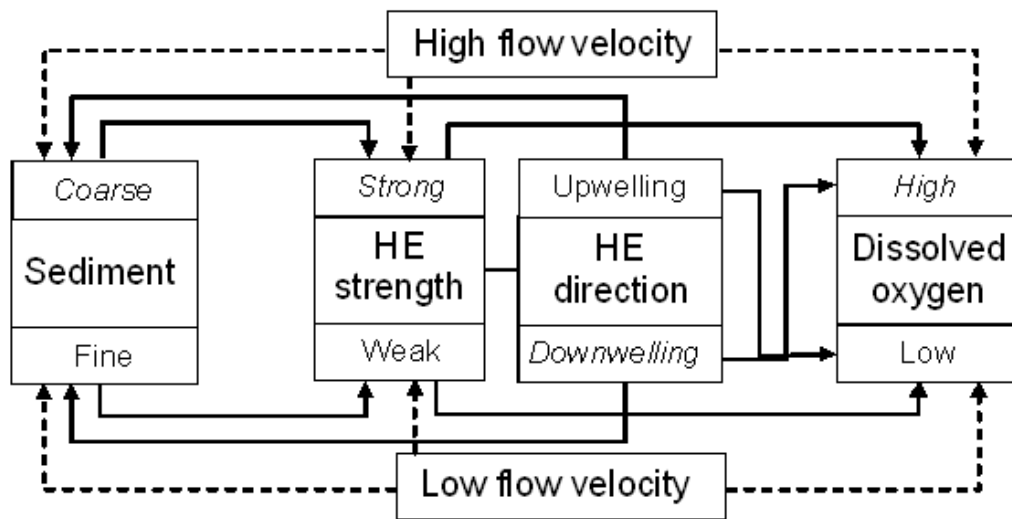 High flow velocity
Coarse
Strong
Upwelling
High
Sediment
HE
strength
HE
direction
Dissolved
oxygen
Fine
Weak
Downwelling
Low
Low flow velocity